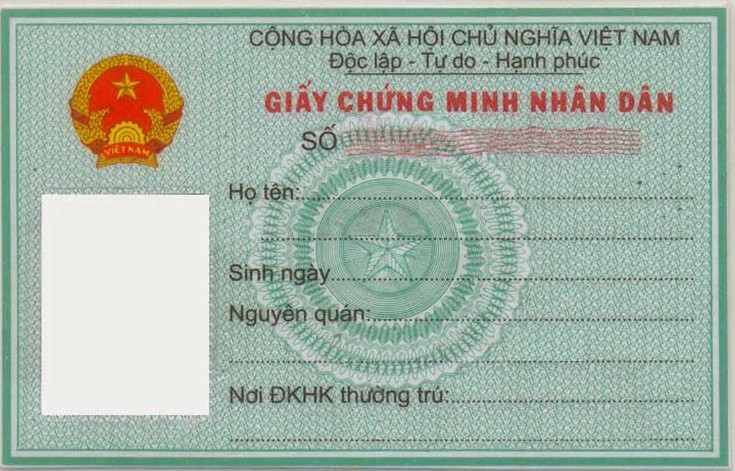 CỘNG HÒA XÃ HỘI CHỦ NGHĨA VIỆT NAM
Độc lập - Tự do - Hạnh phúc
VIỆT NAM
GIẤY CHỨNG MINH NHÂN DÂN
SỐ
Họ tên:
Sinh ngày
Nguyên quán:
Nơi ĐKHK thường trú: